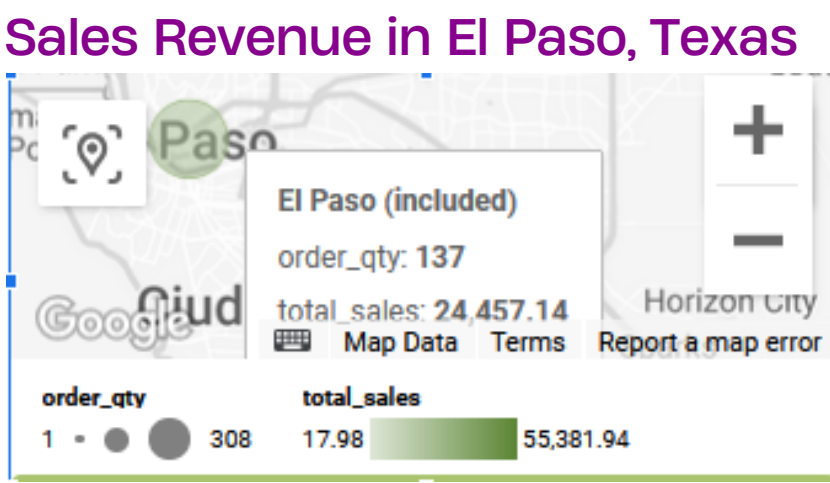 Sales Revenue in El Paso, Texas
Paso
El Paso (included)
order_qty: 137
total_sales: 24,457.14
Ciud
Google
Horizon City
Map Data Terms Report a map error
order_qty total_sales
1 308 17.98 55,381.94